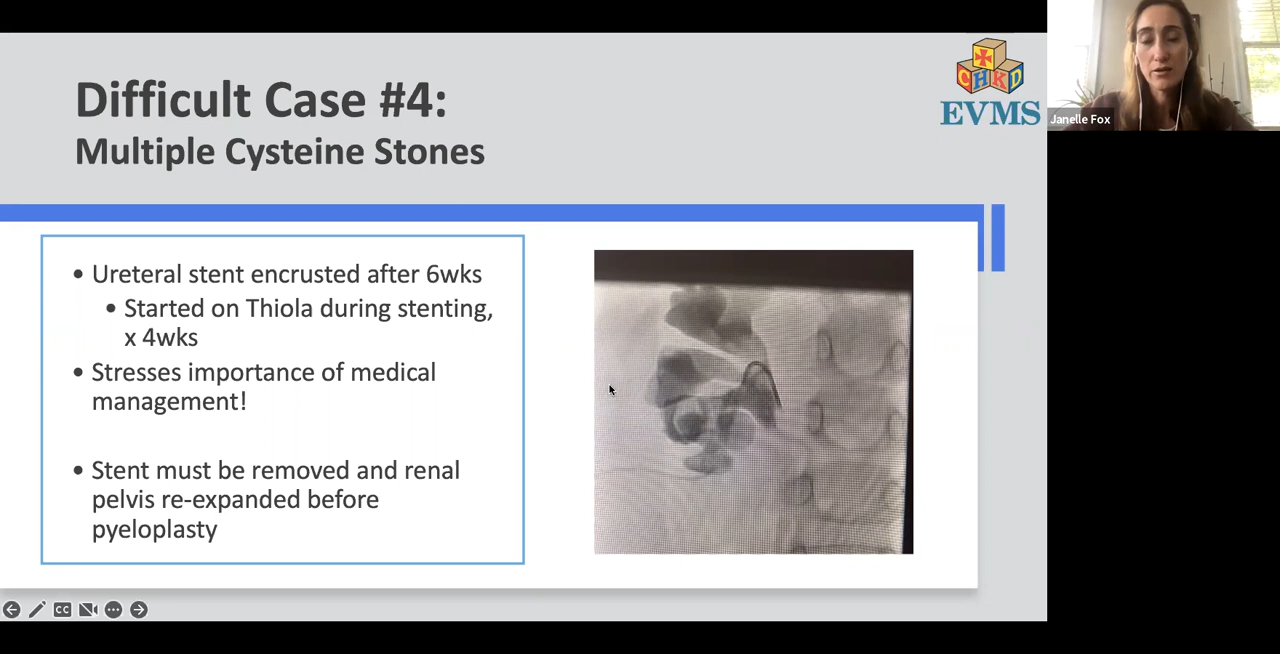 Difficult Case #4:
Multiple Cysteine Stones
CHKD
EVMS
Janelle Fox
• Ureteral stent encrusted after 6wks
• Started on Thiola during stenting,
x 4wks
• Stresses importance of medical
management!
• Stent must be removed and renal
pelvis re-expanded before
pyeloplasty
CC